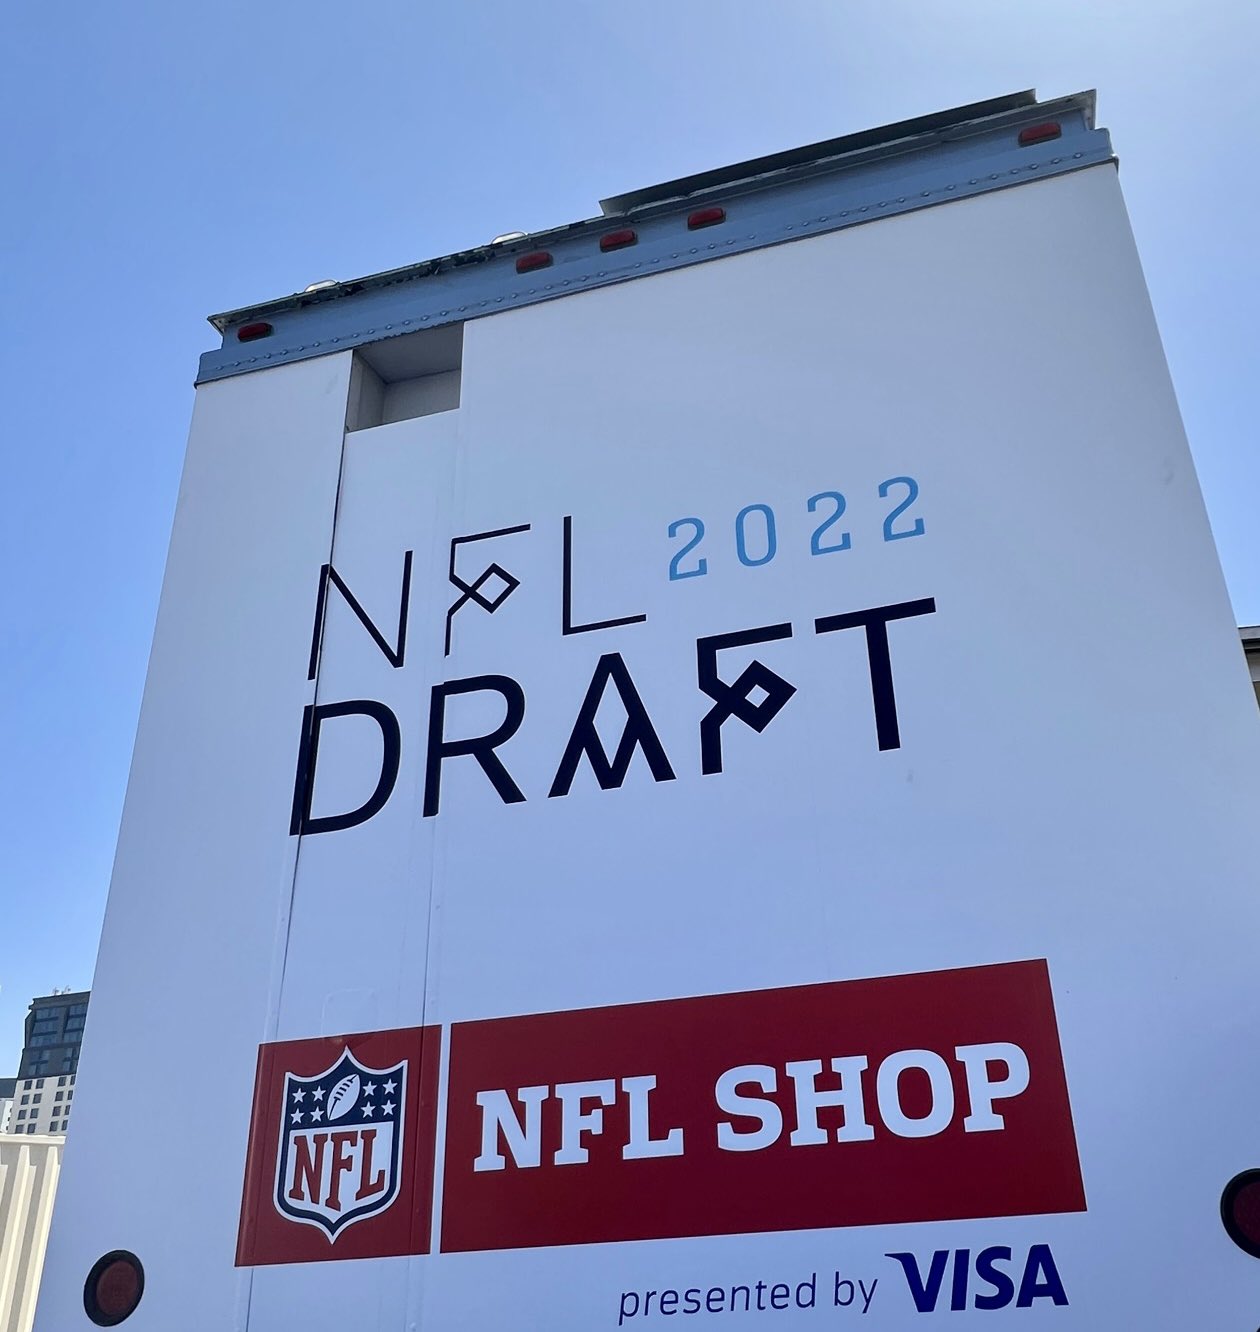 NFL 2022
DRAFT
NFL
NFL SHOP
presented by VISA